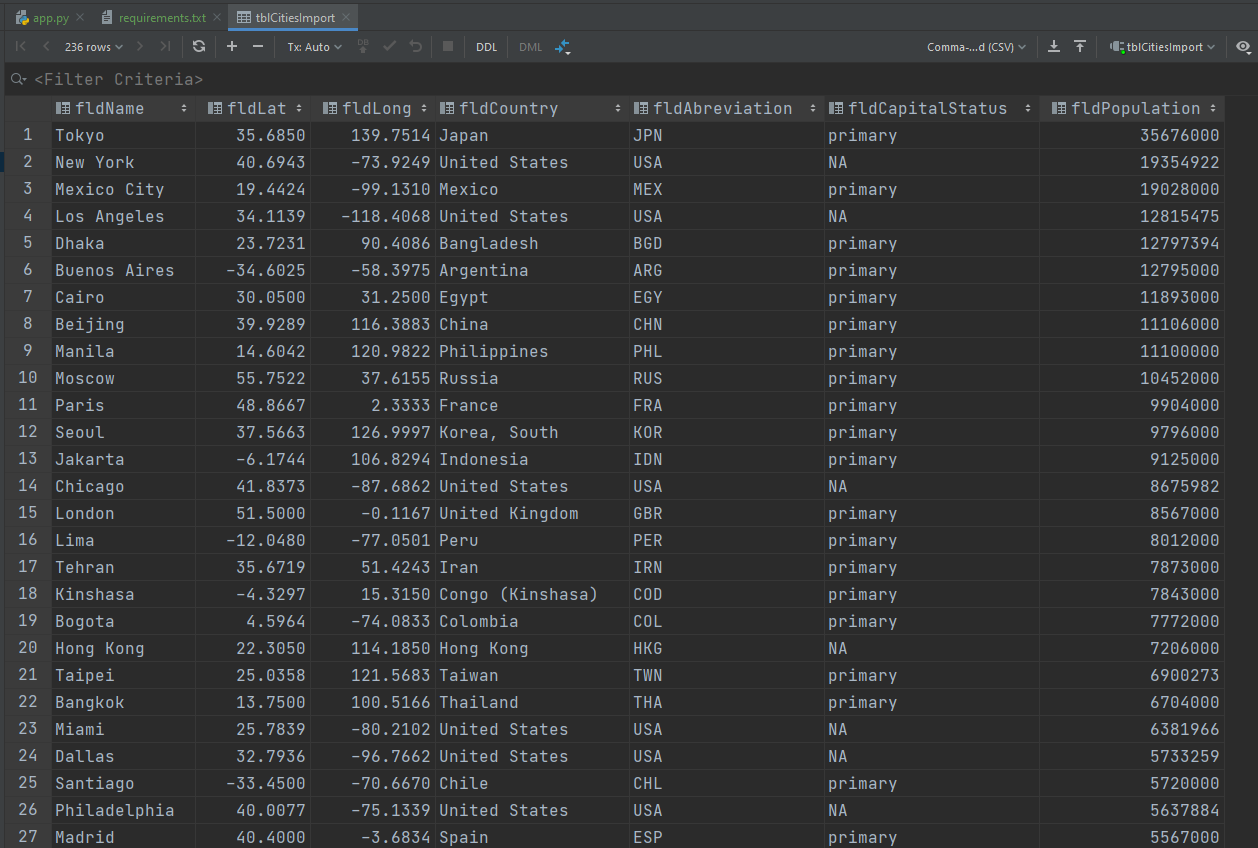 app.py requirements.txt tblCitiesImport
236 rows Tx: Auto DB DDL DML Comma-...d (CSV) tblCitiesImport
<Filter Criteria>
fldName fldLat fldLong fldCountry fldAbreviation fldCapitalStatus fldPopulation
1 Tokyo 35.6850 139.7514 Japan JPN primary 35676000
2 New York 40.6943 -73.9249 United States USA NA 19354922
3 Mexico City 19.4424 -99.1310 Mexico MEX primary 19028000
4 Los Angeles 34.1139 -118.4068 United States USA NA 12815475
5 Dhaka 23.7231 90.4086 Bangladesh BGD primary 12797394
6 Buenos Aires -34.6025 -58.3975 Argentina ARG primary 12795000
7 Cairo 30.0500 31.2500 Egypt EGY primary 11893000
8 Beijing 39.9289 116.3883 China CHN primary 11106000
9 Manila 14.6042 120.9822 Philippines PHL primary 11100000
10 Moscow 55.7522 37.6155 Russia RUS primary 10452000
11 Paris 48.8667 2.3333 France FRA primary 9904000
12 Seoul 37.5663 126.9997 Korea, South KOR primary 9796000
13 Jakarta -6.1744 106.8294 Indonesia IDN primary 9125000
14 Chicago 41.8373 -87.6862 United States USA NA 8675982
15 London 51.5000 -0.1167 United Kingdom GBR primary 8567000
16 Lima -12.0480 -77.0501 Peru PER primary 8012000
17 Tehran 35.6719 51.4243 Iran IRN primary 7873000
18 Kinshasa -4.3297 15.3150 Congo (Kinshasa) COD primary 7843000
19 Bogota 4.5964 -74.0833 Colombia COL primary 7772000
20 Hong Kong 22.3050 114.1850 Hong Kong HKG NA 7206000
21 Taipei 25.0358 121.5683 Taiwan TWN primary 6900273
22 Bangkok 13.7500 100.5166 Thailand THA primary 6704000
23 Miami 25.7839 -80.2102 United States USA NA 6381966
24 Dallas 32.7936 -96.7662 United States USA NA 5733259
25 Santiago -33.4500 -70.6670 Chile CHL primary 5720000
26 Philadelphia 40.0077 -75.1339 United States USA NA 5637884
27 Madrid 40.4000 -3.6834 Spain ESP primary 5567000